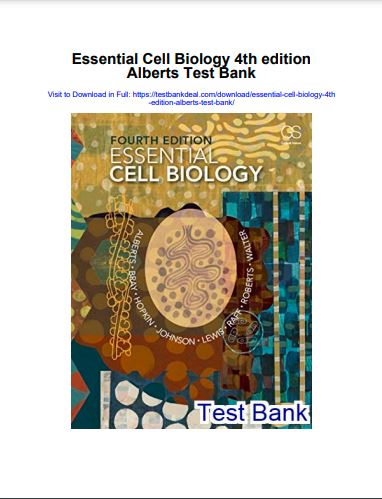 Essential Cell Biology 4th edition
Alberts Test Bank
Visit to Download in Full: https://testbankdeal.com/download/essential-cell-biology-4th
-edition-alberts-test-bank/
FOURTH EDITION
GS
ESSENTIAL
CELL BIOLOGY
ALBERTS • BRAY • HOPKIN • JOHNSON • LEWIS • RAFF • ROBERTS • WALTER
Test Bank